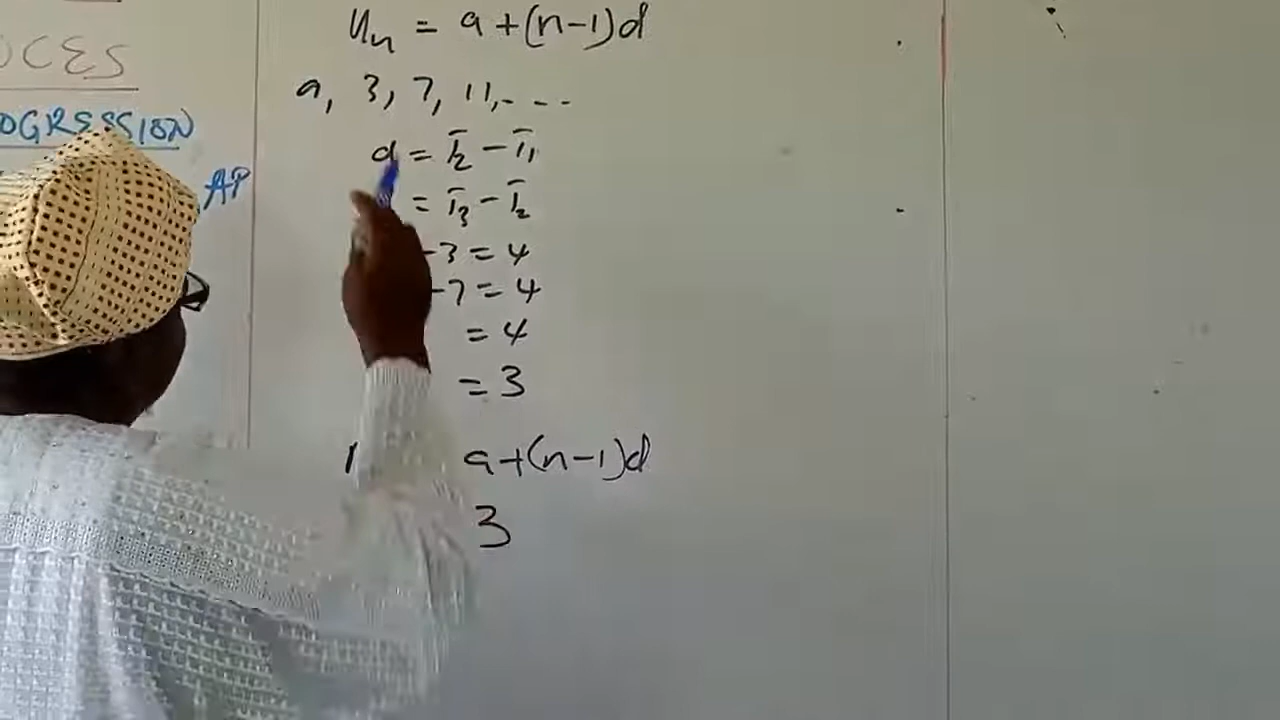 OCES
OGRESSION
AP
Un = a+(n-1)d
a, 3, 7, 11,- - -
d = T2 - T1
= T3 - T2
-3 = 4
-7 = 4
= 4
= 3
a+(n-1)d
3